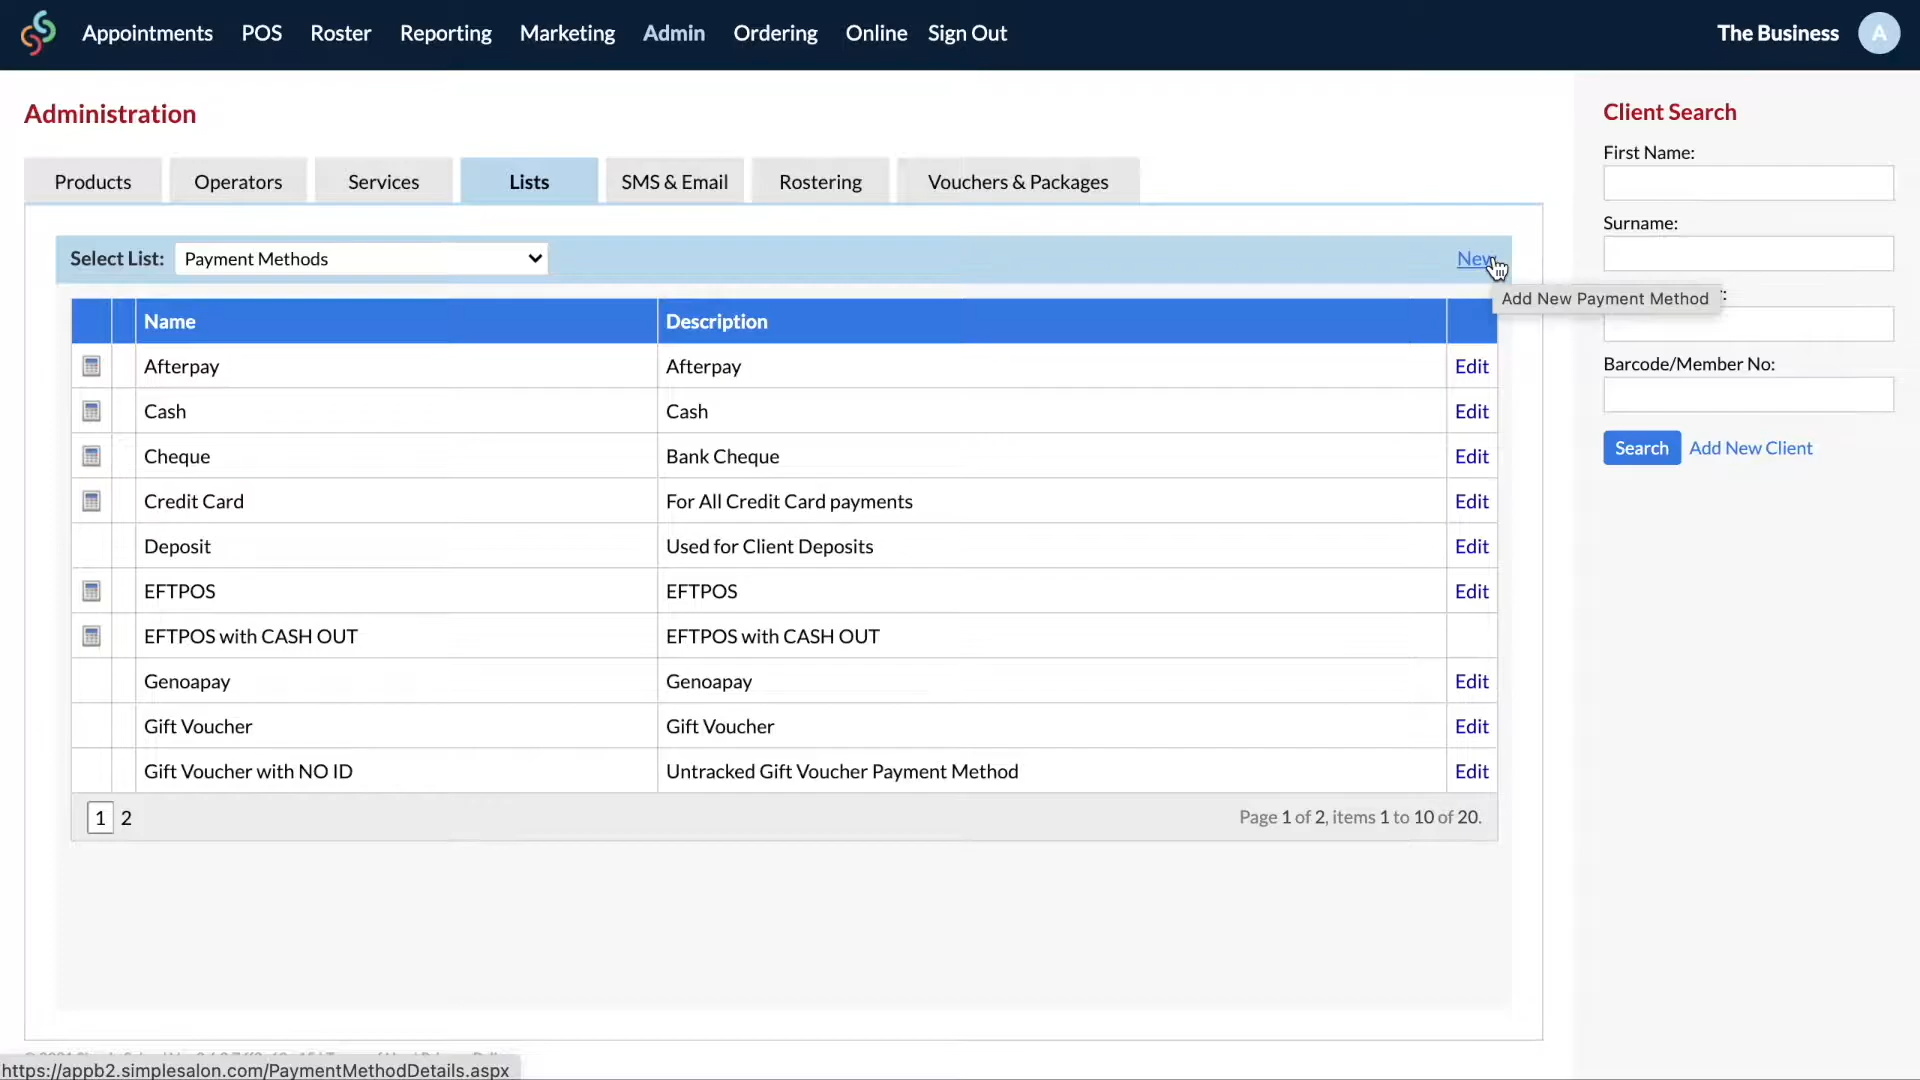 Appointments POS Roster Reporting Marketing Admin Ordering Online Sign Out The Business A
Administration
Products Operators Services Lists SMS & Email Rostering Vouchers & Packages
Select List: Payment Methods New
Add New Payment Method
Name Description
Afterpay Afterpay Edit
Cash Cash Edit
Cheque Bank Cheque Edit
Credit Card For All Credit Card payments Edit
Deposit Used for Client Deposits Edit
EFTPOS EFTPOS Edit
EFTPOS with CASH OUT EFTPOS with CASH OUT
Genoapay Genoapay Edit
Gift Voucher Gift Voucher Edit
Gift Voucher with NO ID Untracked Gift Voucher Payment Method Edit
1 2 Page 1 of 2, items 1 to 10 of 20.
Client Search
First Name:
Surname:
:
Barcode/Member No:
Search Add New Client
https://appb2.simplesalon.com/PaymentMethodDetails.aspx